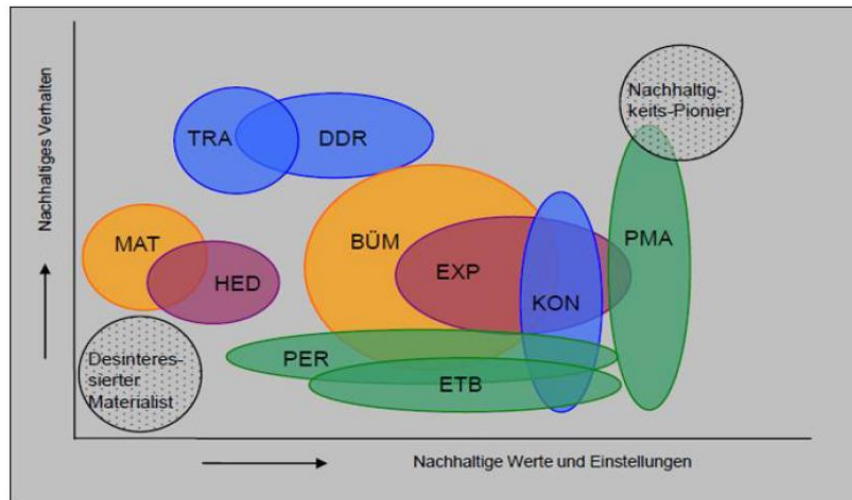 Nachhaltiges Verhalten
Nachhaltig-
keits-Pionier
TRA
DDR
MAT
HED
BÜM
EXP
KON
PMA
PER
ETB
Desinteres-
sierter
Materialist
Nachhaltige Werte und Einstellungen